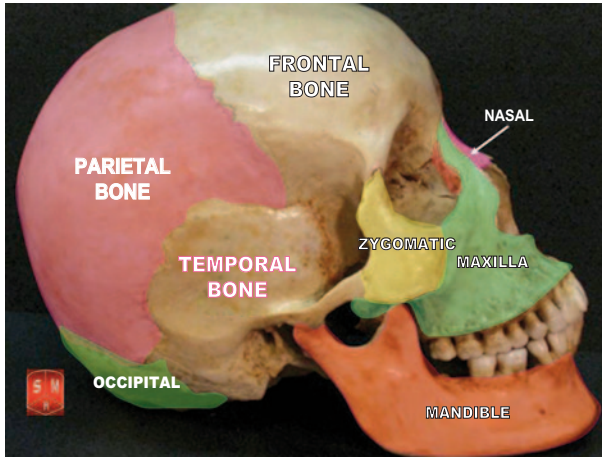 FRONTAL
BONE
NASAL
PARIETAL
BONE
ZYGOMATIC
MAXILLA
TEMPORAL
BONE
OCCIPITAL
S M
MANDIBLE